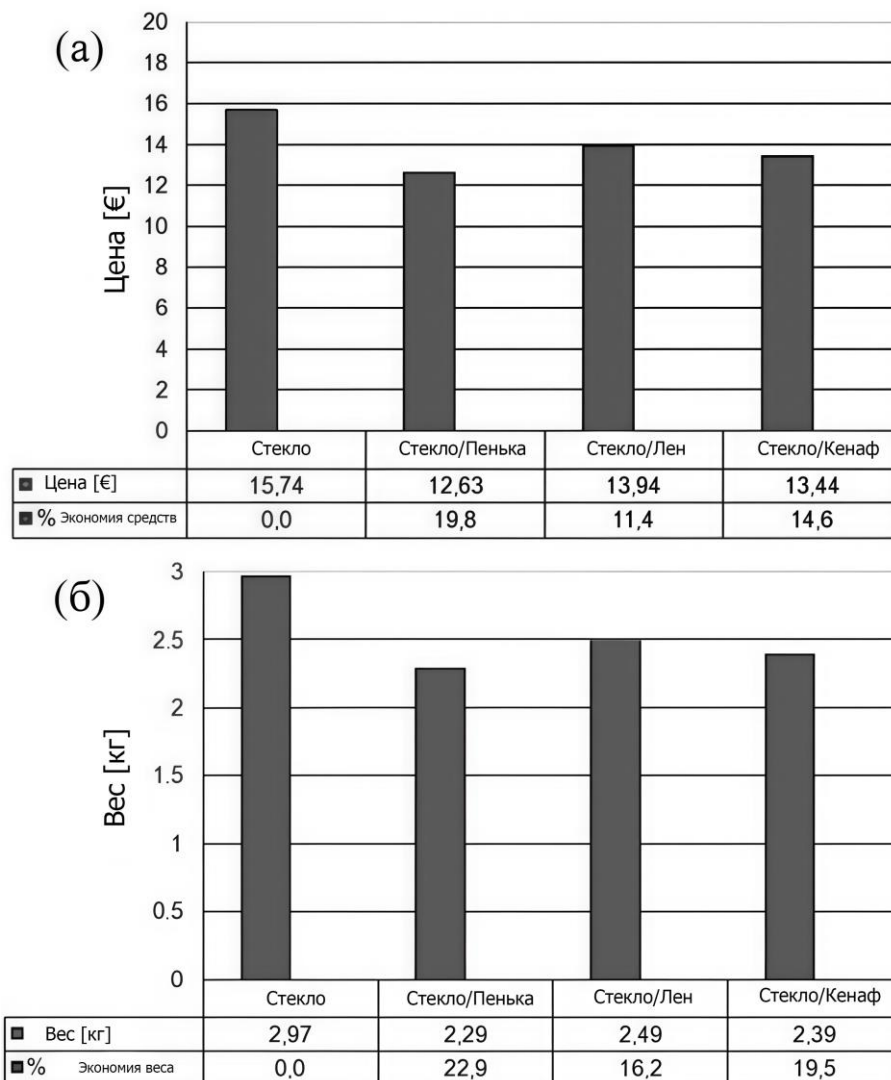 (а)
Цена [€]
20
18
16
14
12
10
8
6
4
2
0
Стекло Стекло/Пенька Стекло/Лен Стекло/Кенаф
Цена [€] 15,74 12,63 13,94 13,44
% Экономия средств 0,0 19,8 11,4 14,6
(б)
Вес [кг]
3
2.5
2
1.5
1
0.5
0
Стекло Стекло/Пенька Стекло/Лен Стекло/Кенаф
Вес [кг] 2,97 2,29 2,49 2,39
% Экономия веса 0,0 22,9 16,2 19,5